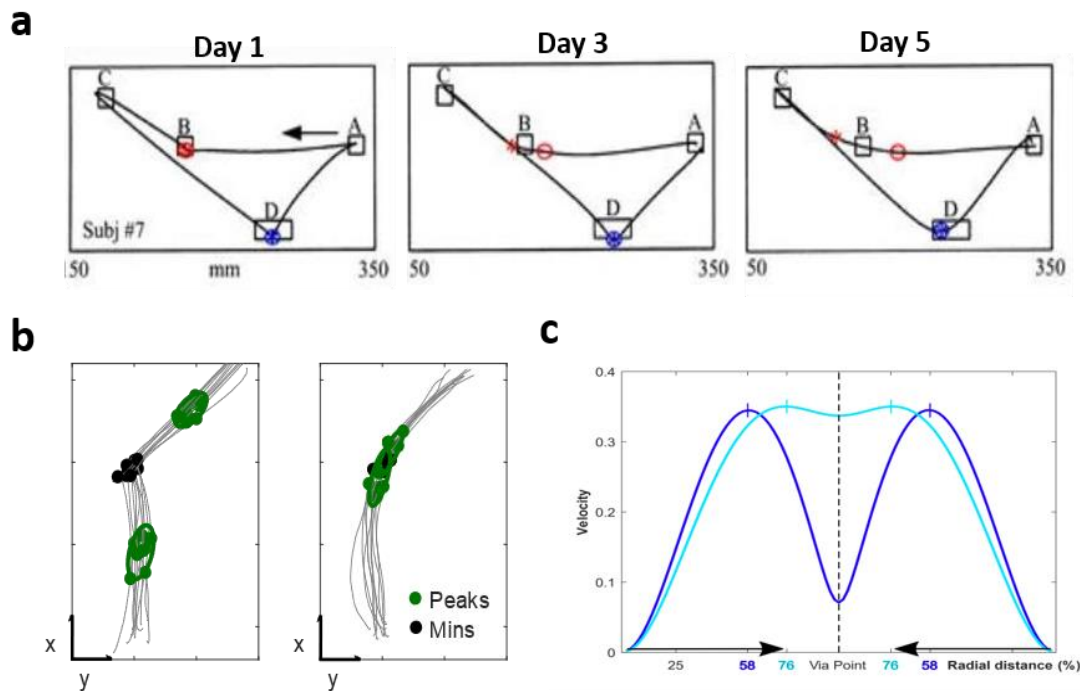 a
Day 1
Day 3
Day 5
C
B
A
D
Subj #7
50
mm
350
C
B
A
D
50
350
C
B
A
D
50
350
b
x
y
Peaks
Mins
x
y
c
0.4
0.3
0.2
0.1
0
Velocity
25
58
76
Via Point
76
58
Radial distance (%)